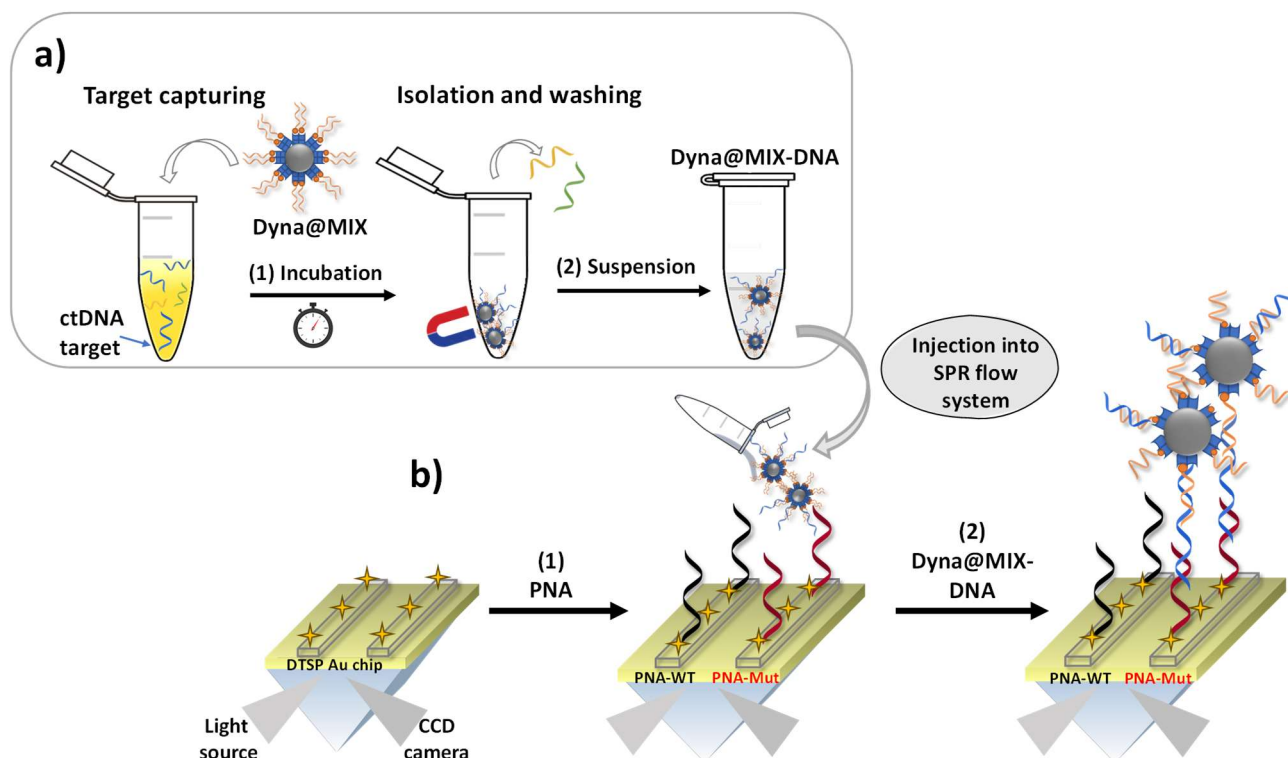 a)
Target capturing
Isolation and washing
Dyna@MIX-DNA
Dyna@MIX
(1) Incubation
(2) Suspension
ctDNA
target
Injection into
SPR flow
system
b)
(1)
PNA
(2)
Dyna@MIX-
DNA
DTSP Au chip
PNA-WT
PNA-Mut
PNA-WT
PNA-Mut
Light
source
CCD
camera